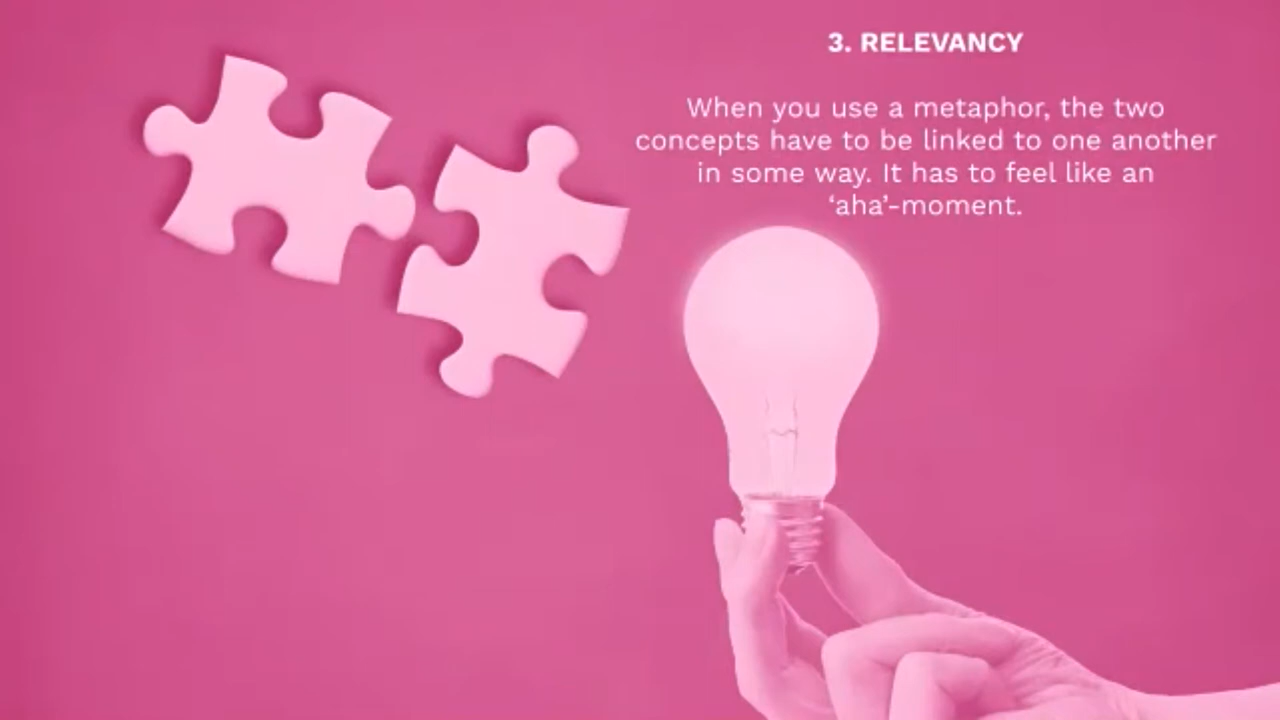 3. RELEVANCY
When you use a metaphor, the two
concepts have to be linked to one another
in some way. It has to feel like an
‘aha’-moment.